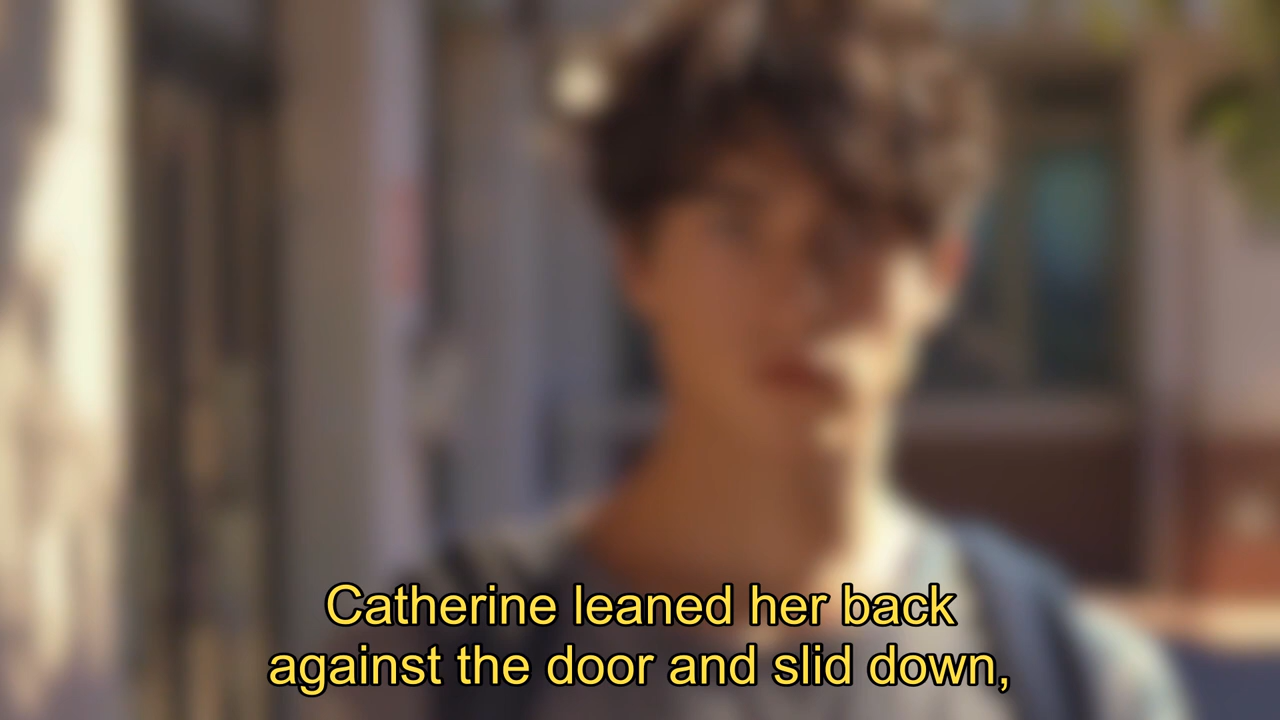 Catherine leaned her back
against the door and slid down,